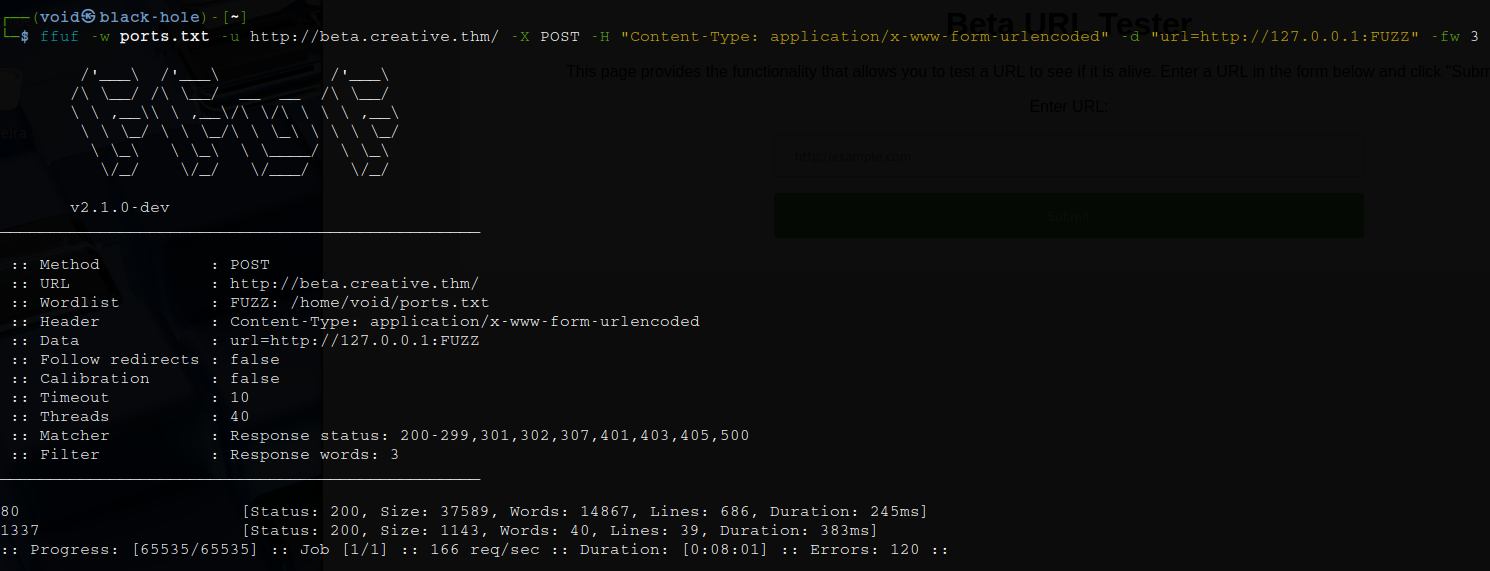 ┌──(void㉿black-hole)-[~]
└─$ ffuf -w ports.txt -u http://beta.creative.thm/ -X POST -H "Content-Type: application/x-www-form-urlencoded" -d "url=http://127.0.0.1:FUZZ" -fw 3
Beta URL Tester
This page provides the functionality that allows you to test a URL to see if it is alive. Enter a URL in the form below and click "Subm
Enter URL:
http://example.com
Submit
eira
v2.1.0-dev
:: Method : POST
:: URL : http://beta.creative.thm/
:: Wordlist : FUZZ: /home/void/ports.txt
:: Header : Content-Type: application/x-www-form-urlencoded
:: Data : url=http://127.0.0.1:FUZZ
:: Follow redirects : false
:: Calibration : false
:: Timeout : 10
:: Threads : 40
:: Matcher : Response status: 200-299,301,302,307,401,403,405,500
:: Filter : Response words: 3
80 [Status: 200, Size: 37589, Words: 14867, Lines: 686, Duration: 245ms]
1337 [Status: 200, Size: 1143, Words: 40, Lines: 39, Duration: 383ms]
:: Progress: [65535/65535] :: Job [1/1] :: 166 req/sec :: Duration: [0:08:01] :: Errors: 120 ::